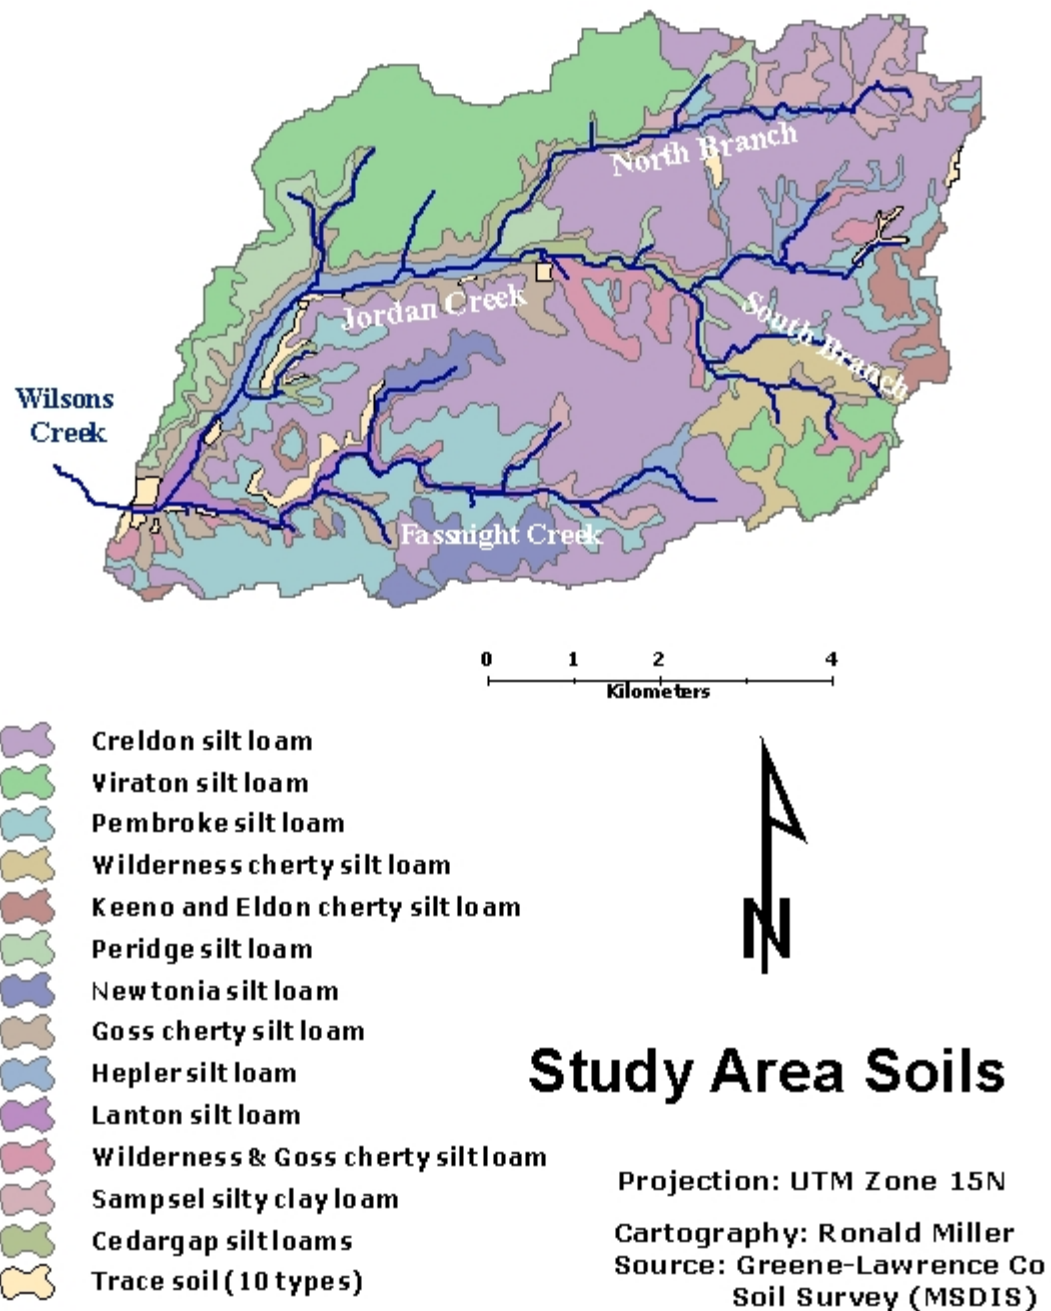 North Branch
Jordan Creek
South Branch
Wilsons
Creek
Fassnight Creek
0 1 2 4
Kilometers
Creldon silt loam
Viraton silt loam
Pembroke silt loam
Wilderness cherty silt loam
Keeno and Eldon cherty silt loam
Peridge silt loam
Newtonia silt loam
Goss cherty silt loam
Hepler silt loam
Lanton silt loam
Wilderness & Goss cherty silt loam
Sampsel silty clay loam
Cedargap silt loams
Trace soil (10 types)
N
Study Area Soils
Projection: UTM Zone 15N
Cartography: Ronald Miller
Source: Greene-Lawrence Co
Soil Survey (MSDIS)